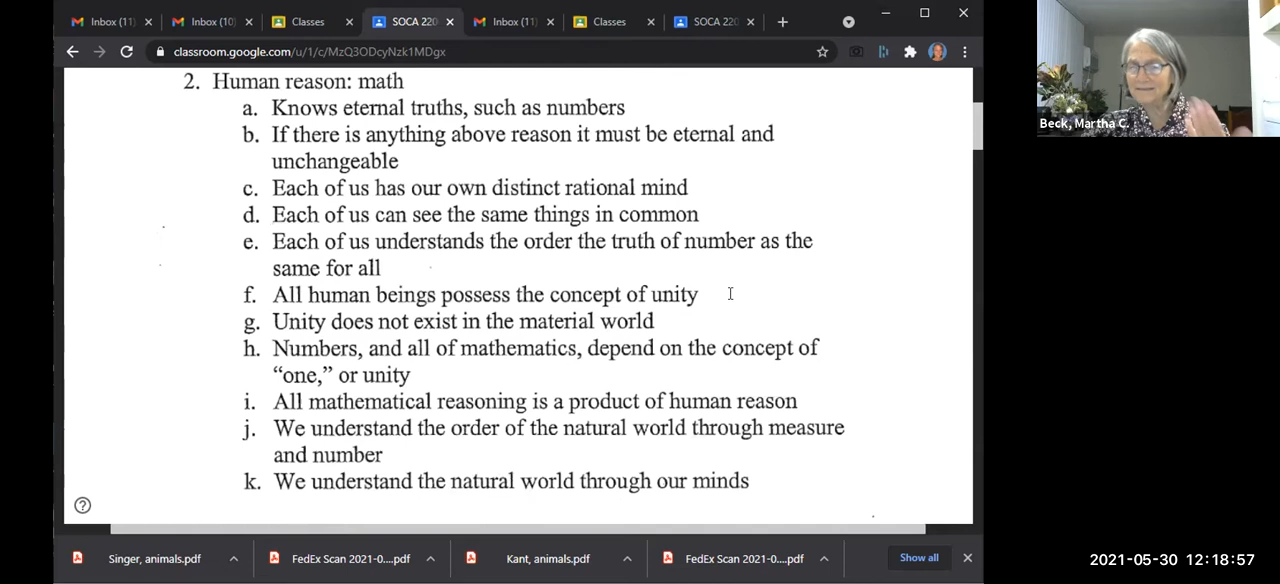 Inbox (11)
Inbox (10)
Classes
SOCA 220
Inbox (11)
Classes
SOCA 220
classroom.google.com/u/1/c/MzQ3ODcyNzk1MDgx
2. Human reason: math
a. Knows eternal truths, such as numbers
b. If there is anything above reason it must be eternal and
unchangeable
c. Each of us has our own distinct rational mind
d. Each of us can see the same things in common
e. Each of us understands the order the truth of number as the
same for all
f. All human beings possess the concept of unity
g. Unity does not exist in the material world
h. Numbers, and all of mathematics, depend on the concept of
“one,” or unity
i. All mathematical reasoning is a product of human reason
j. We understand the order of the natural world through measure
and number
k. We understand the natural world through our minds
Singer, animals.pdf
FedEx Scan 2021-0....pdf
Kant, animals.pdf
FedEx Scan 2021-0....pdf
Show all
Beck, Martha C.
2021-05-30 12:18:57